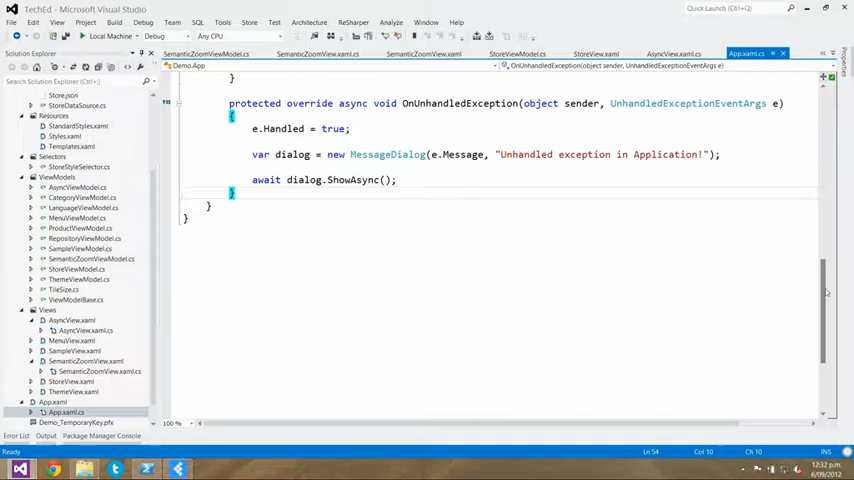 TechEd - Microsoft Visual Studio
Quick Launch (Ctrl+Q)
File Edit View Project Build Debug Team SQL Tools Store Test Architecture ReSharper Analyze Window Help
Local Machine Debug Any CPU
Solution Explorer
SemanticZoomViewModel.cs SemanticZoomView.xaml.cs SemanticZoomView.xaml StoreViewModel.cs StoreView.xaml AsyncView.xaml.cs App.xaml.cs
Demo.App OnUnhandledException(object sender, UnhandledExceptionEventArgs e)
Properties
Search Solution Explorer (Ctrl+;)
Store.json
StoreDataSource.cs
Resources
StandardStyles.xaml
Styles.xaml
Templates.xaml
Selectors
StoreStyleSelector.cs
ViewModels
AsyncViewModel.cs
CategoryViewModel.cs
LanguageViewModel.cs
MenuViewModel.cs
ProductViewModel.cs
RepositoryViewModel.cs
SampleViewModel.cs
SemanticZoomViewModel.cs
StoreViewModel.cs
ThemeViewModel.cs
TileSize.cs
ViewModelBase.cs
Views
AsyncView.xaml
AsyncView.xaml.cs
MenuView.xaml
SampleView.xaml
SemanticZoomView.xaml
SemanticZoomView.xaml.cs
StoreView.xaml
ThemeView.xaml
App.xaml
App.xaml.cs
Demo_TemporaryKey.pfx
}
protected override async void OnUnhandledException(object sender, UnhandledExceptionEventArgs e)
{
e.Handled = true;
var dialog = new MessageDialog(e.Message, "Unhandled exception in Application!");
await dialog.ShowAsync();
}
}
}
100 %
Error List Output Package Manager Console
Ready Ln 54 Col 10 Ch 10 INS
12:32 p.m.
6/09/2012